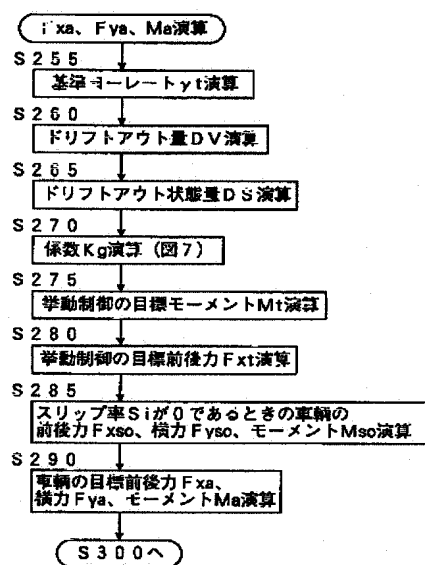 Fxa、Fya、Ma演算
S255
基準ヨーレートγt演算
S260
ドリフトアウト量DV演算
S265
ドリフトアウト状態量DS演算
S270
係数Kg演算（図7）
S275
挙動制御の目標モーメントMt演算
S280
挙動制御の目標前後力Fxt演算
S285
スリップ率Siが0であるときの車輌の
前後力Fxso、横力Fyso、モーメントMso演算
S290
車輌の目標前後力Fxa、
横力Fya、モーメントMa演算
S300へ